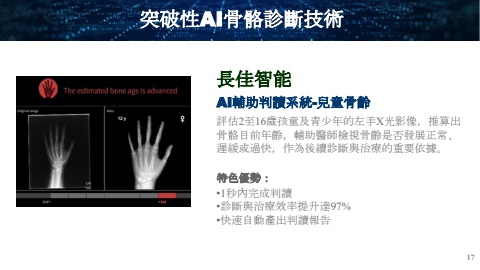 突破性AI骨骼診斷技術
The estimated bone age is advanced
12 y
長佳智能
AI輔助判讀系統-兒童骨齡
評估2至16歲孩童及青少年的左手X光影像，推算出
骨骼目前年齡，輔助醫師檢視骨齡是否發展正常、
遲緩或過快，作為後續診斷與治療的重要依據。
特色優勢：
•1秒內完成判讀
•診斷與治療效率提升達97%
•快速自動產出判讀報告
17